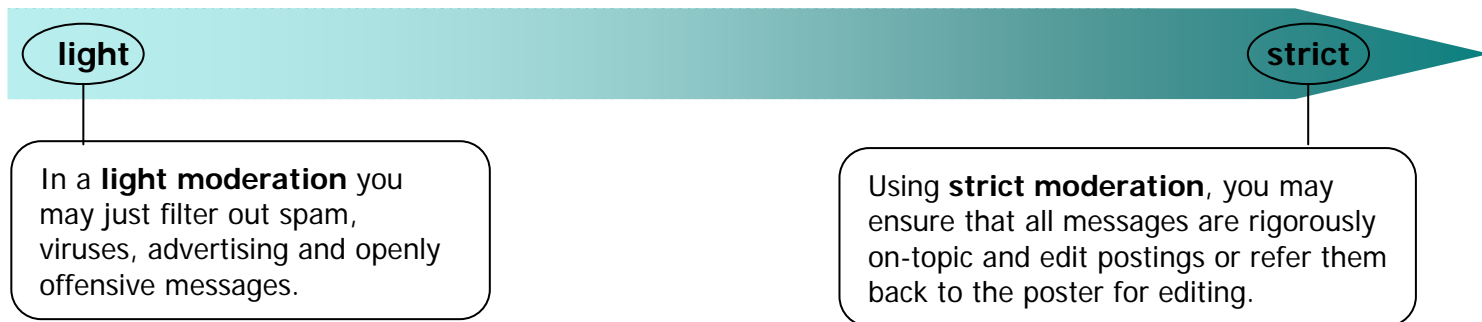 light
strict
In a light moderation you
may just filter out spam,
viruses, advertising and openly
offensive messages.
Using strict moderation, you may
ensure that all messages are rigorously
on-topic and edit postings or refer them
back to the poster for editing.